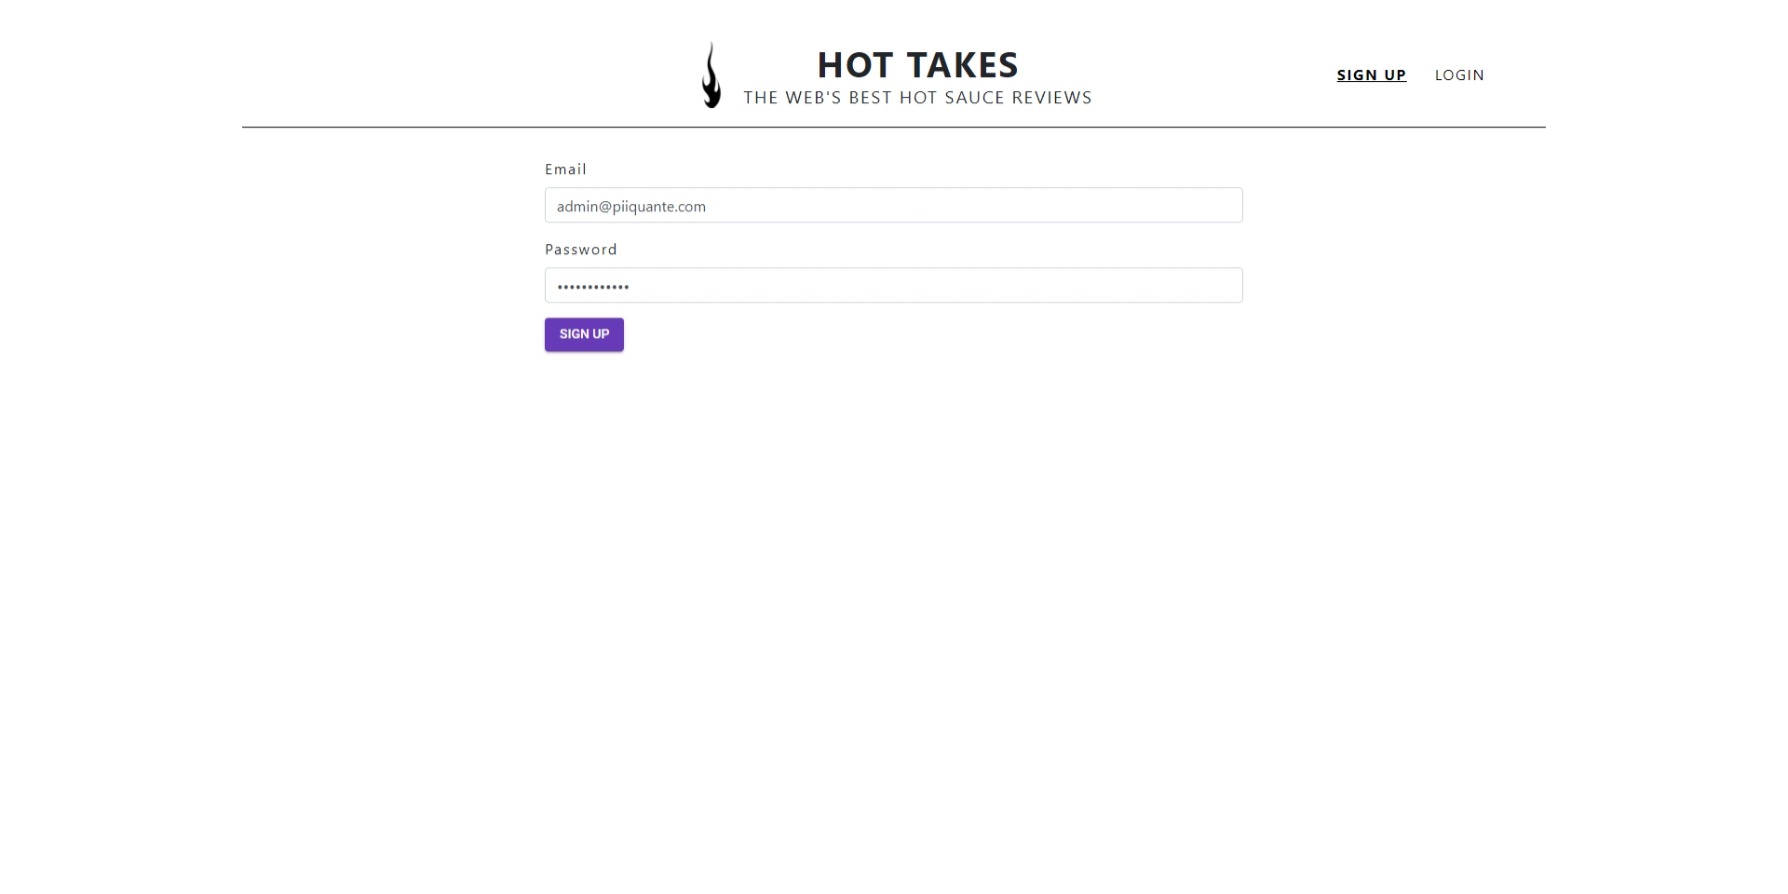 HOT TAKES
THE WEB'S BEST HOT SAUCE REVIEWS
SIGN UP LOGIN
Email
admin@piiquante.com
Password
••••••••••••
SIGN UP